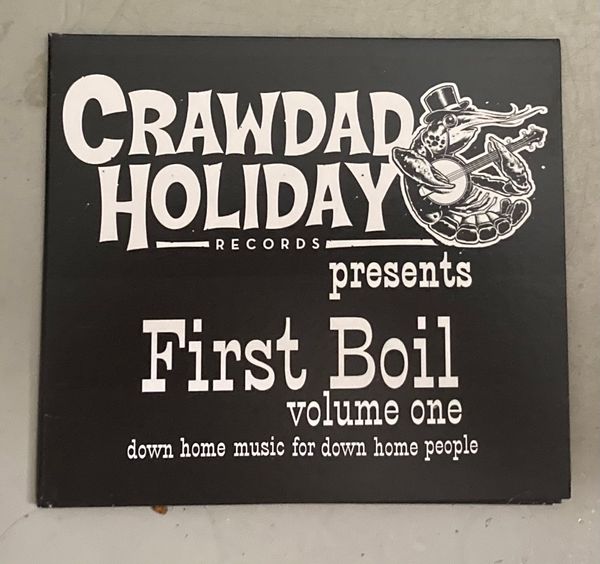 CRAWDAD
HOLIDAY
RECORDS
presents
First Boil
volume one
down home music for down home people